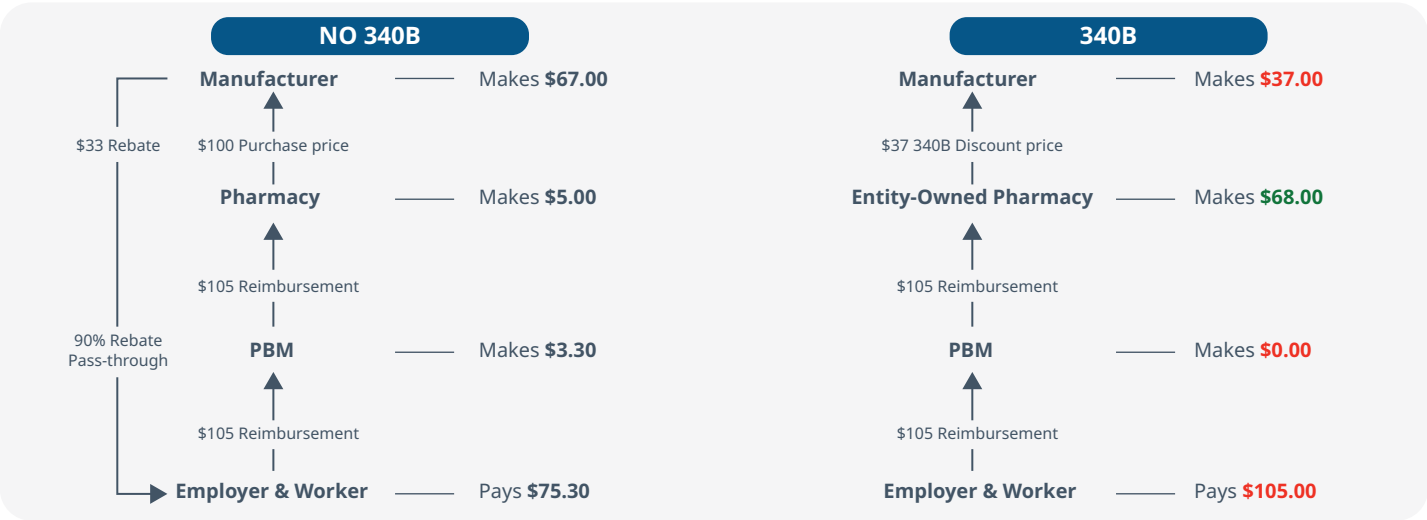 NO 340B
Manufacturer
Makes $67.00
$33 Rebate
$100 Purchase price
Pharmacy
Makes $5.00
$105 Reimbursement
90% Rebate
Pass-through
PBM
Makes $3.30
$105 Reimbursement
Employer & Worker
Pays $75.30
340B
Manufacturer
Makes $37.00
$37 340B Discount price
Entity-Owned Pharmacy
Makes $68.00
$105 Reimbursement
PBM
Makes $0.00
$105 Reimbursement
Employer & Worker
Pays $105.00